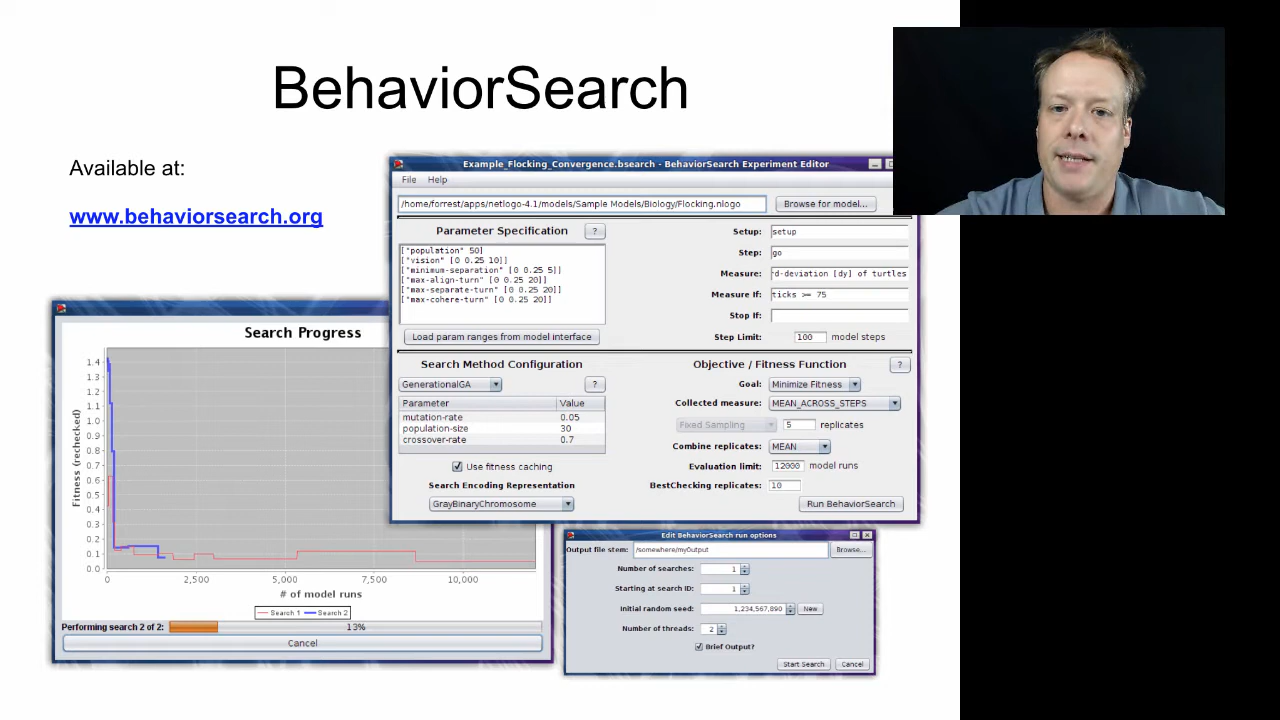 BehaviorSearch
Available at:
www.behaviorsearch.org
Example_Flocking_Convergence.bsearch - BehaviorSearch Experiment Editor
File Help
/home/forrest/apps/netlogo-4.1/models/Sample Models/Biology/Flocking.nlogo
Browse for model...
Parameter Specification ?
["population" 50]
["vision" [0 0.25 10]]
["minimum-separation" [0 0.25 5]]
["max-align-turn" [0 0.25 20]]
["max-separate-turn" [0 0.25 20]]
["max-cohere-turn" [0 0.25 20]]
Load param ranges from model interface
Setup: setup
Step: go
Measure: rd-deviation [dy] of turtles
Measure If: ticks >= 75
Stop If:
Step Limit: 100 model steps
Search Method Configuration
GenerationalGA ?
Parameter Value
mutation-rate 0.05
population-size 30
crossover-rate 0.7
Use fitness caching
Search Encoding Representation
GrayBinaryChromosome
Objective / Fitness Function ?
Goal: Minimize Fitness
Collected measure: MEAN_ACROSS_STEPS
Fixed Sampling 5 replicates
Combine replicates: MEAN
Evaluation limit: 12000 model runs
BestChecking replicates: 10
Run BehaviorSearch
Search Progress
Fitness (rechecked)
1.4
1.3
1.2
1.1
1.0
0.9
0.8
0.7
0.6
0.5
0.4
0.3
0.2
0.1
0.0
0 2,500 5,000 7,500 10,000
# of model runs
Search 1 Search 2
Performing search 2 of 2: 13%
Cancel
Edit BehaviorSearch run options
Output file stem: /somewhere/myOutput Browse...
Number of searches: 1
Starting at search ID: 1
Initial random seed: 1,234,567,890 New
Number of threads: 2
Brief Output?
Start Search Cancel